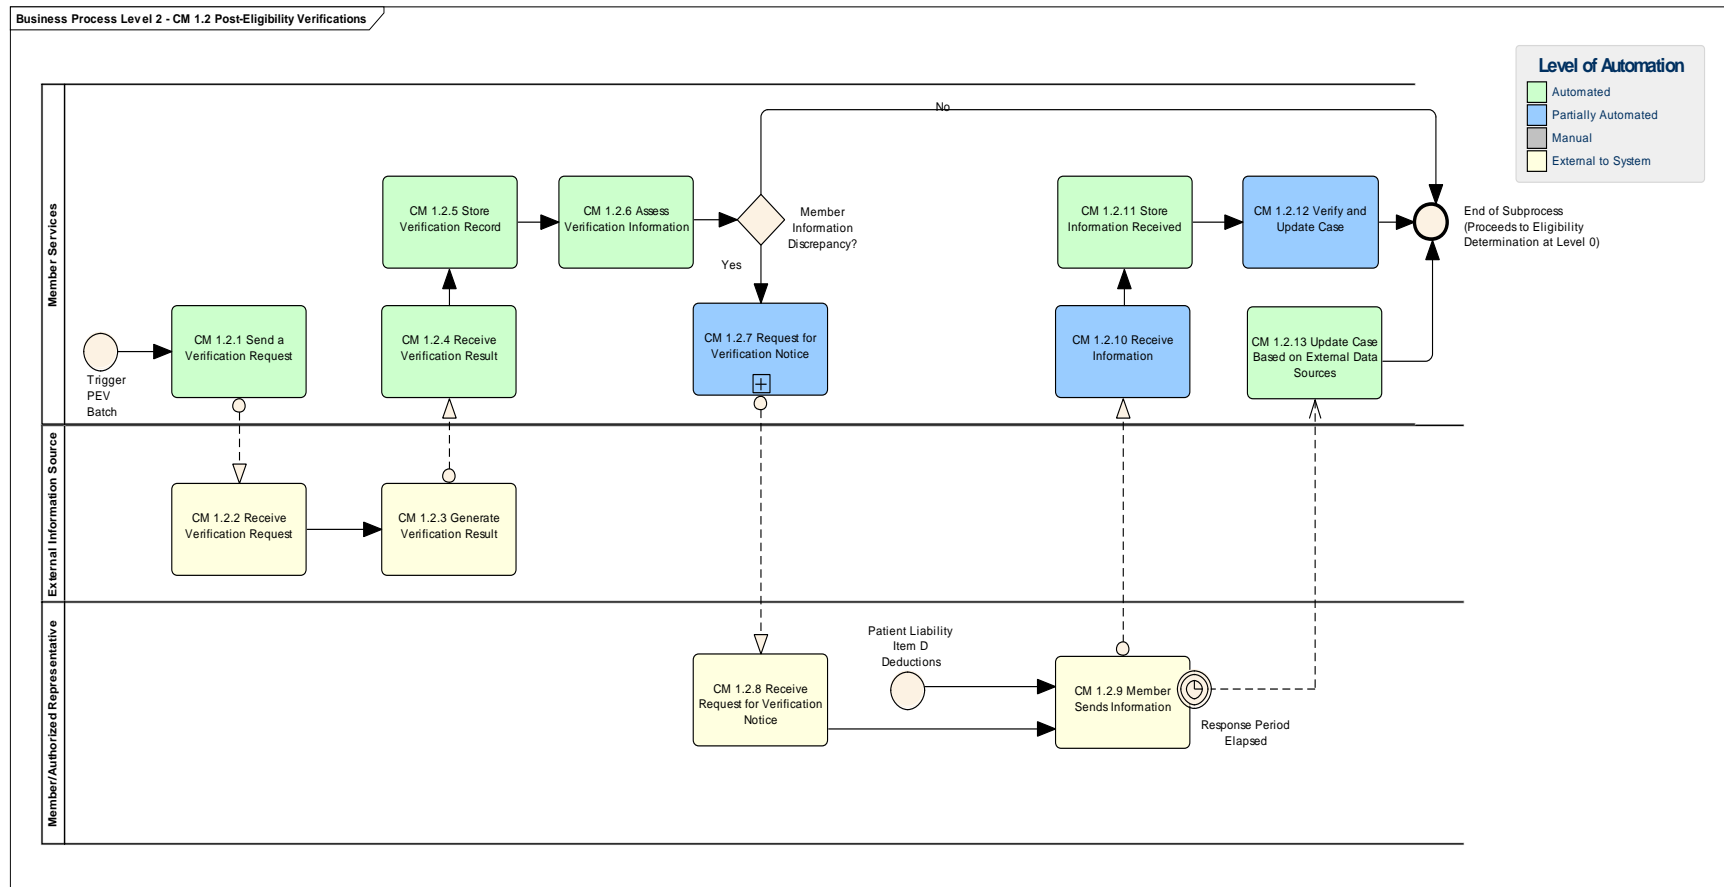 Business Process Level 2 - CM 1.2 Post-Eligibility Verifications
Level of Automation
Automated
Partially Automated
Manual
External to System
Member Services
No
CM 1.2.5 Store
Verification Record
CM 1.2.6 Assess
Verification Information
Member
Information
Discrepancy?
Yes
CM 1.2.11 Store
Information Received
CM 1.2.12 Verify and
Update Case
End of Subprocess
(Proceeds to Eligibility
Determination at Level 0)
Trigger
PEV
Batch
CM 1.2.1 Send a
Verification Request
CM 1.2.4 Receive
Verification Result
CM 1.2.7 Request for
Verification Notice
CM 1.2.10 Receive
Information
CM 1.2.13 Update Case
Based on External Data
Sources
External Information Source
CM 1.2.2 Receive
Verification Request
CM 1.2.3 Generate
Verification Result
Member/Authorized Representative
CM 1.2.8 Receive
Request for Verification
Notice
Patient Liability
Item D
Deductions
CM 1.2.9 Member
Sends Information
Response Period
Elapsed